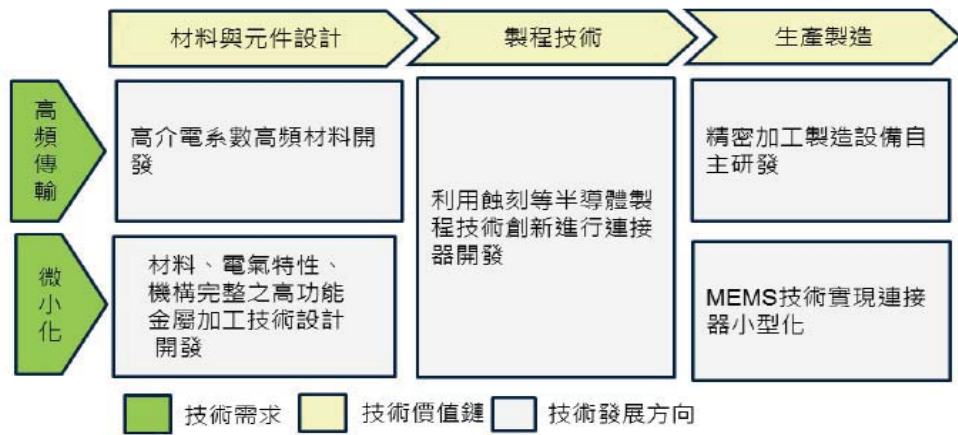 材料與元件設計
製程技術
生產製造
高頻傳輸
高介電系數高頻材料開
發
利用蝕刻等半導體製
程技術創新進行連接
器開發
精密加工製造設備自
主研發
微小化
材料、電氣特性、
機構完整之高功能
金屬加工技術設計
開發
MEMS技術實現連接
器小型化
技術需求
技術價值鏈
技術發展方向